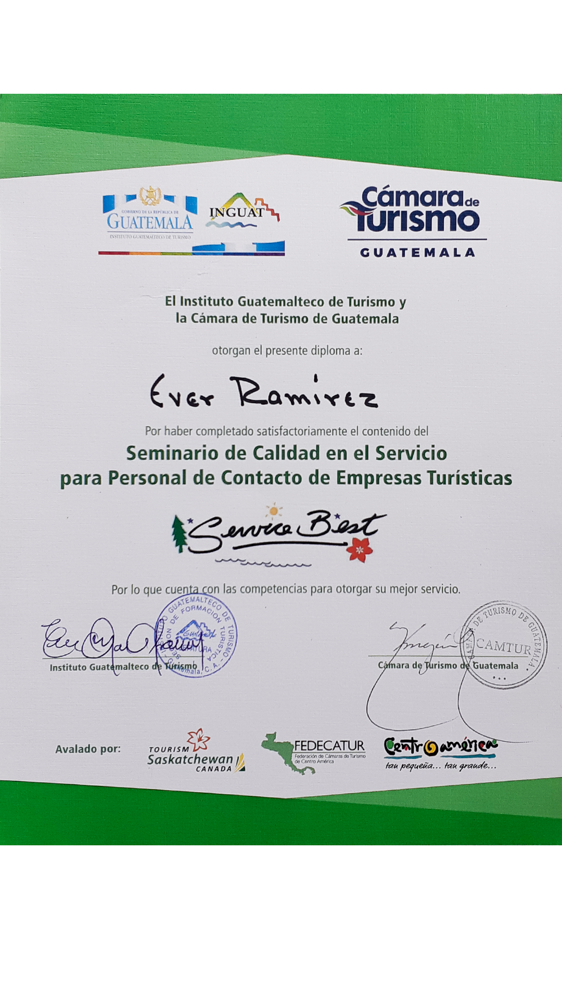 GOBIERNO DE LA REPÚBLICA DE
GUATEMALA
INSTITUTO GUATEMALTECO DE TURISMO
INGUAT
Cámara de
Turismo
GUATEMALA
El Instituto Guatemalteco de Turismo y
la Cámara de Turismo de Guatemala
otorgan el presente diploma a:
Ever Ramirez
Por haber completado satisfactoriamente el contenido del
Seminario de Calidad en el Servicio
para Personal de Contacto de Empresas Turísticas
Service Best
Por lo que cuenta con las competencias para otorgar su mejor servicio.
INSTITUTO GUATEMALTECO DE TURISMO
SECCION DE FORMACION TURISTICA
JEFATURA
Guatemala, C. A.
Instituto Guatemalteco de Turismo
CAMARA DE TURISMO DE GUATEMALA
CAMTUR
Cámara de Turismo de Guatemala
Avalado por:
TOURISM
Saskatchewan
CANADA
FEDECATUR
Federación de Cámaras de Turismo
de Centro América
Centroamérica
tan pequeña... tan grande...